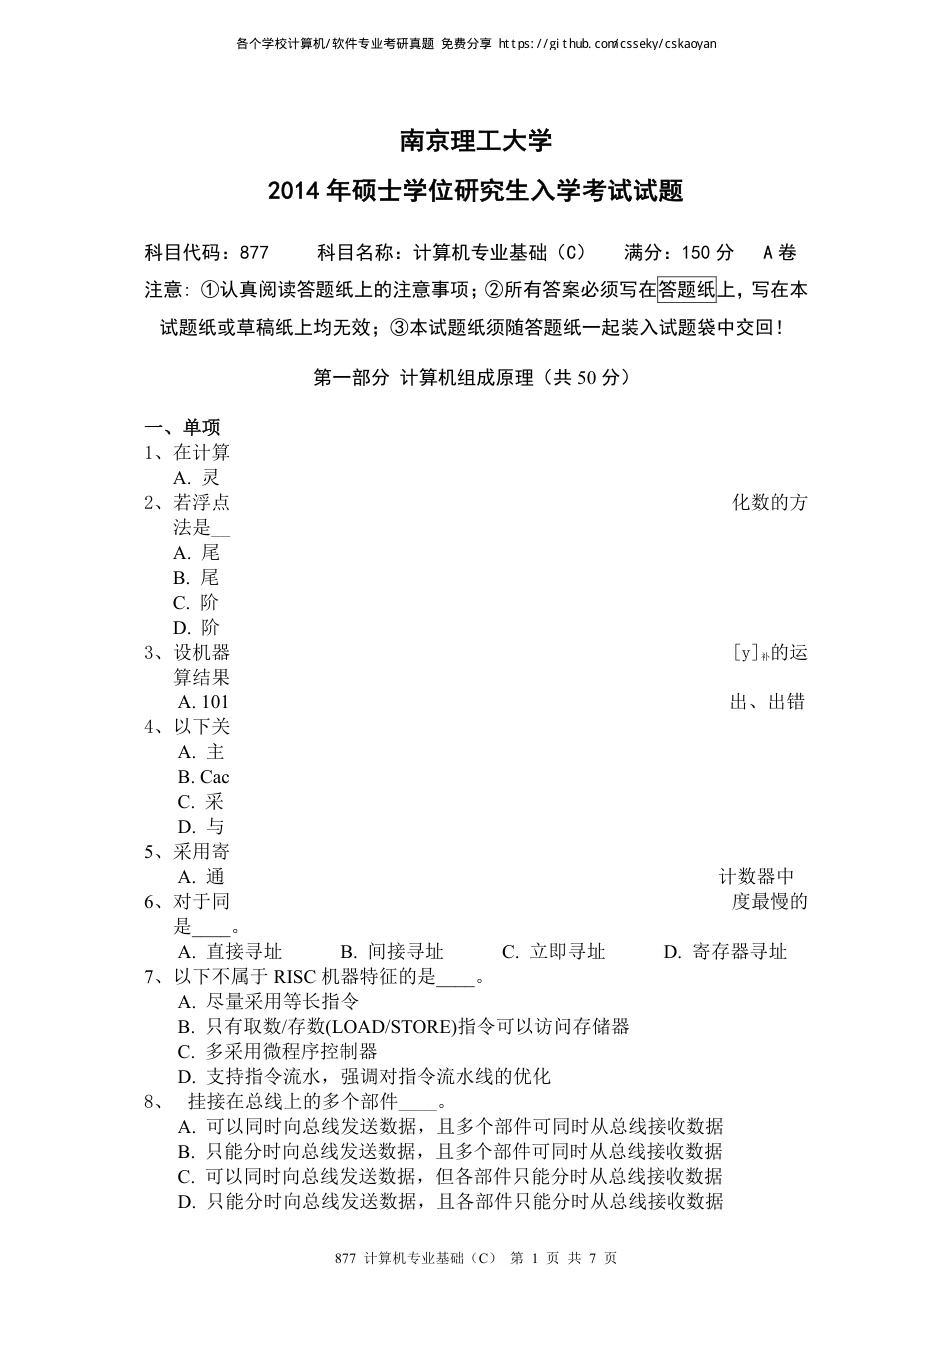 各个学校计算机/软件专业考研真题 免费分享 https://github.com/csseky/cskaoyan
南京理工大学
2014 年硕士学位研究生入学考试试题
科目代码：877 科目名称：计算机专业基础（C） 满分：150 分 A 卷
注意：①认真阅读答题纸上的注意事项；②所有答案必须写在答题纸上，写在本
试题纸或草稿纸上均无效；③本试题纸须随答题纸一起装入试题袋中交回！
第一部分 计算机组成原理（共 50 分）
一、单项
1、在计算
A. 灵
2、若浮点 化数的方
法是__
A. 尾
B. 尾
C. 阶
D. 阶
3、设机器 [y]补的运
算结果
A. 101 出、出错
4、以下关
A. 主
B. Cac
C. 采
D. 与
5、采用寄
A. 通 计数器中
6、对于同 度最慢的
是____。
A. 直接寻址 B. 间接寻址 C. 立即寻址 D. 寄存器寻址
7、以下不属于 RISC 机器特征的是____。
A. 尽量采用等长指令
B. 只有取数/存数(LOAD/STORE)指令可以访问存储器
C. 多采用微程序控制器
D. 支持指令流水，强调对指令流水线的优化
8、 挂接在总线上的多个部件____。
A. 可以同时向总线发送数据，且多个部件可同时从总线接收数据
B. 只能分时向总线发送数据，且多个部件可同时从总线接收数据
C. 可以同时向总线发送数据，但各部件只能分时从总线接收数据
D. 只能分时向总线发送数据，且各部件只能分时从总线接收数据
877 计算机专业基础（C） 第 1 页 共 7 页